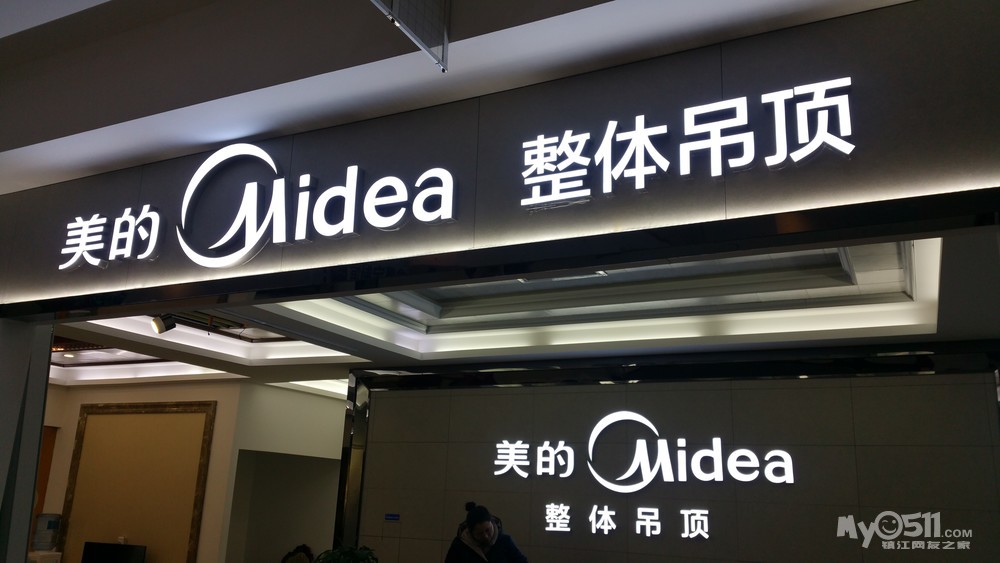 美的 Midea 整体吊顶
美的 Midea
整体吊顶
MY0511.COM
镇江网友之家